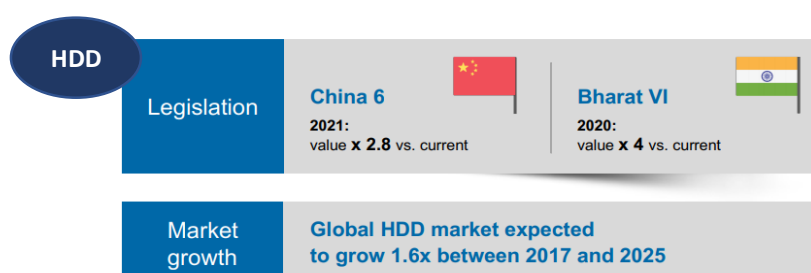 HDD
Legislation
China 6
2021:
value x 2.8 vs. current
Bharat VI
2020:
value x 4 vs. current
Market
growth
Global HDD market expected
to grow 1.6x between 2017 and 2025